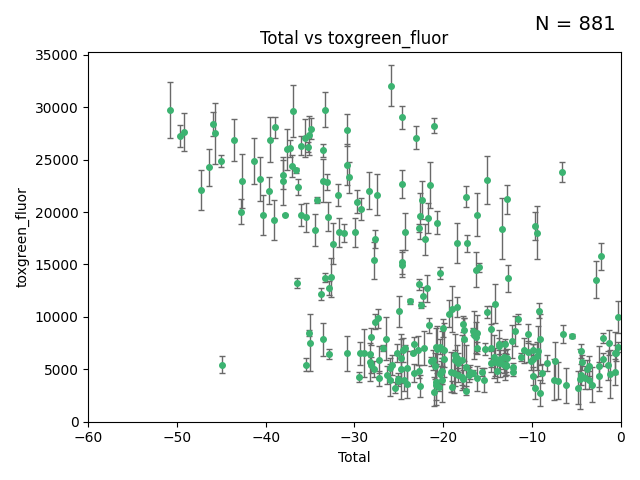 N = 881
Total vs toxgreen_fluor
35000
30000
25000
20000
15000
10000
5000
0
toxgreen_fluor
−60 −50 −40 −30 −20 −10 0
Total